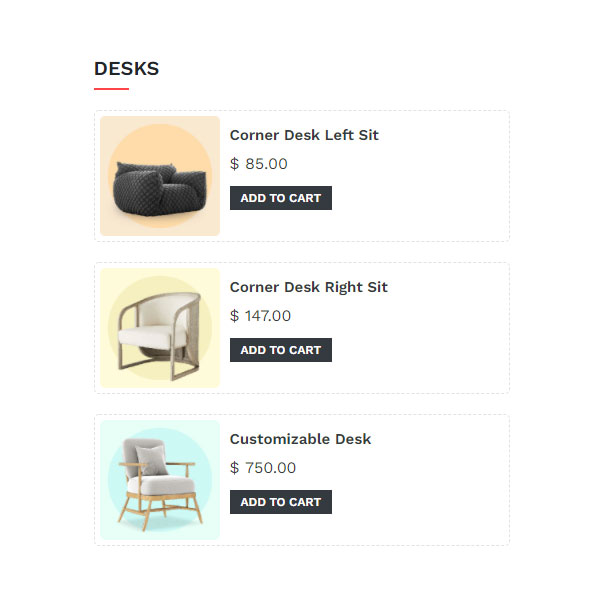 DESKS
Corner Desk Left Sit
$ 85.00
ADD TO CART
Corner Desk Right Sit
$ 147.00
ADD TO CART
Customizable Desk
$ 750.00
ADD TO CART